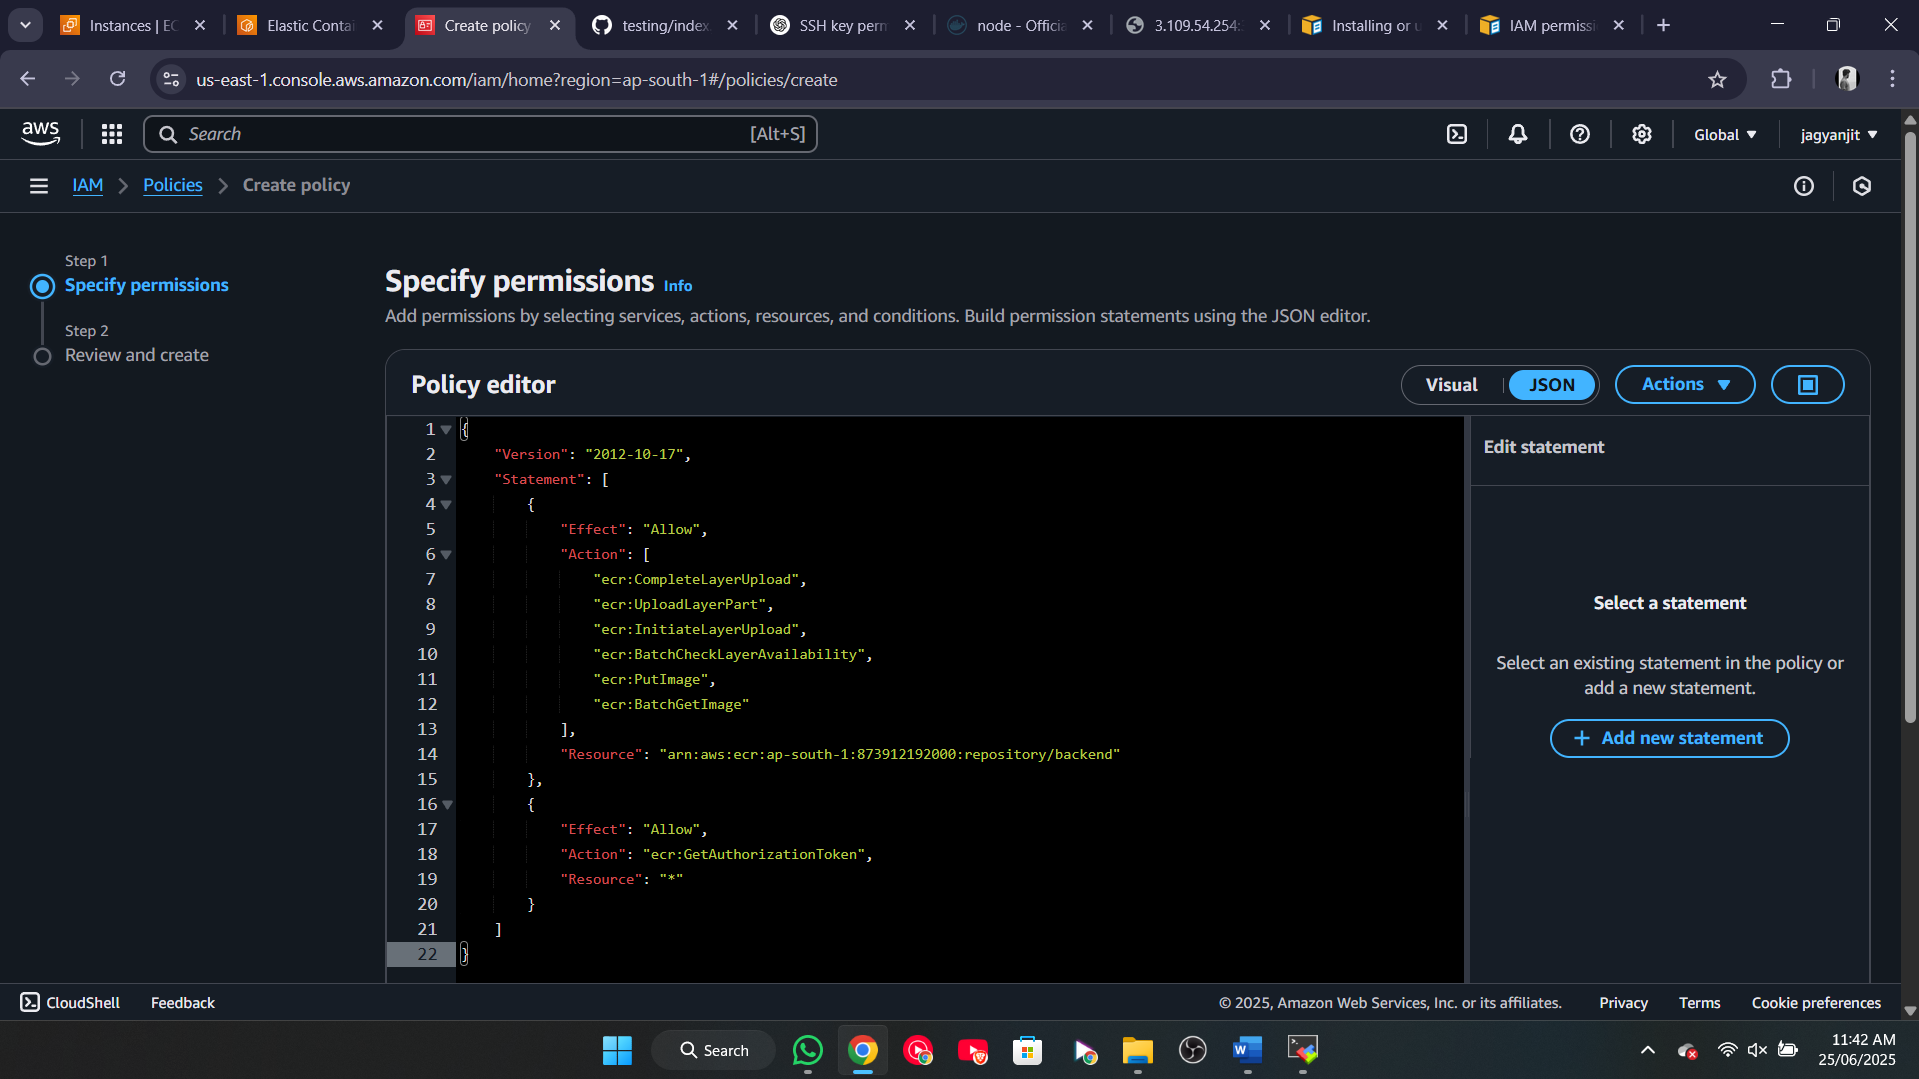 Instances | EC
Elastic Contai
Create policy
testing/index.
SSH key perm
node - Officia
3.109.54.254:
Installing or u
IAM permissi
us-east-1.console.aws.amazon.com/iam/home?region=ap-south-1#/policies/create
aws
Search
[Alt+S]
Global
jagyanjit
IAM
Policies
Create policy
Step 1
Specify permissions
Step 2
Review and create
Specify permissions Info
Add permissions by selecting services, actions, resources, and conditions. Build permission statements using the JSON editor.
Policy editor
Visual
JSON
Actions
1 {
2 "Version": "2012-10-17",
3 "Statement": [
4 {
5 "Effect": "Allow",
6 "Action": [
7 "ecr:CompleteLayerUpload",
8 "ecr:UploadLayerPart",
9 "ecr:InitiateLayerUpload",
10 "ecr:BatchCheckLayerAvailability",
11 "ecr:PutImage",
12 "ecr:BatchGetImage"
13 ],
14 "Resource": "arn:aws:ecr:ap-south-1:873912192000:repository/backend"
15 },
16 {
17 "Effect": "Allow",
18 "Action": "ecr:GetAuthorizationToken",
19 "Resource": "*"
20 }
21 ]
22 }
Edit statement
Select a statement
Select an existing statement in the policy or
add a new statement.
+ Add new statement
CloudShell
Feedback
© 2025, Amazon Web Services, Inc. or its affiliates.
Privacy
Terms
Cookie preferences
Search
11:42 AM
25/06/2025